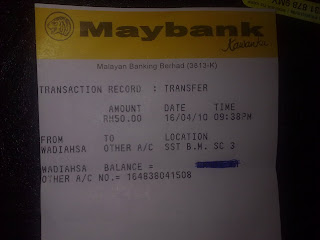 Maybank
Kawanku
Malayan Banking Berhad (3813-K)
TRANSACTION RECORD : TRANSFER
AMOUNT DATE TIME
RM50.00 16/04/10 09:38PM
FROM TO LOCATION
WADIAHSA OTHER A/C SST B.M. SC 3
WADIAHSA BALANCE =
OTHER A/C NO.= 164838041508